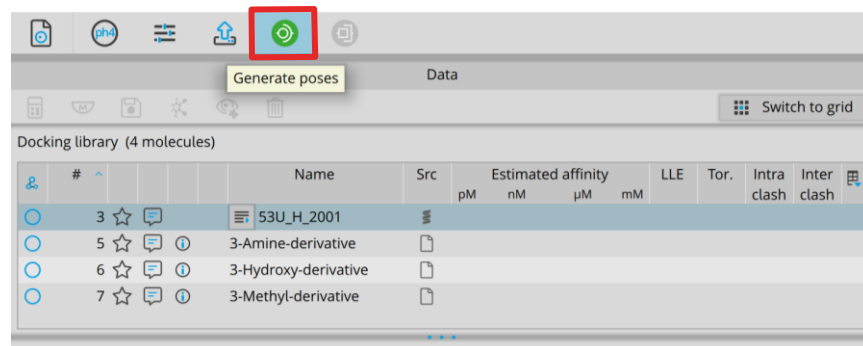 ph4
Generate poses
Data
M
Switch to grid
Docking library (4 molecules)
# Name Src Estimated affinity LLE Tor. Intra Inter
pM nM µM mM clash clash
3 53U_H_2001
5 3-Amine-derivative
6 3-Hydroxy-derivative
7 3-Methyl-derivative